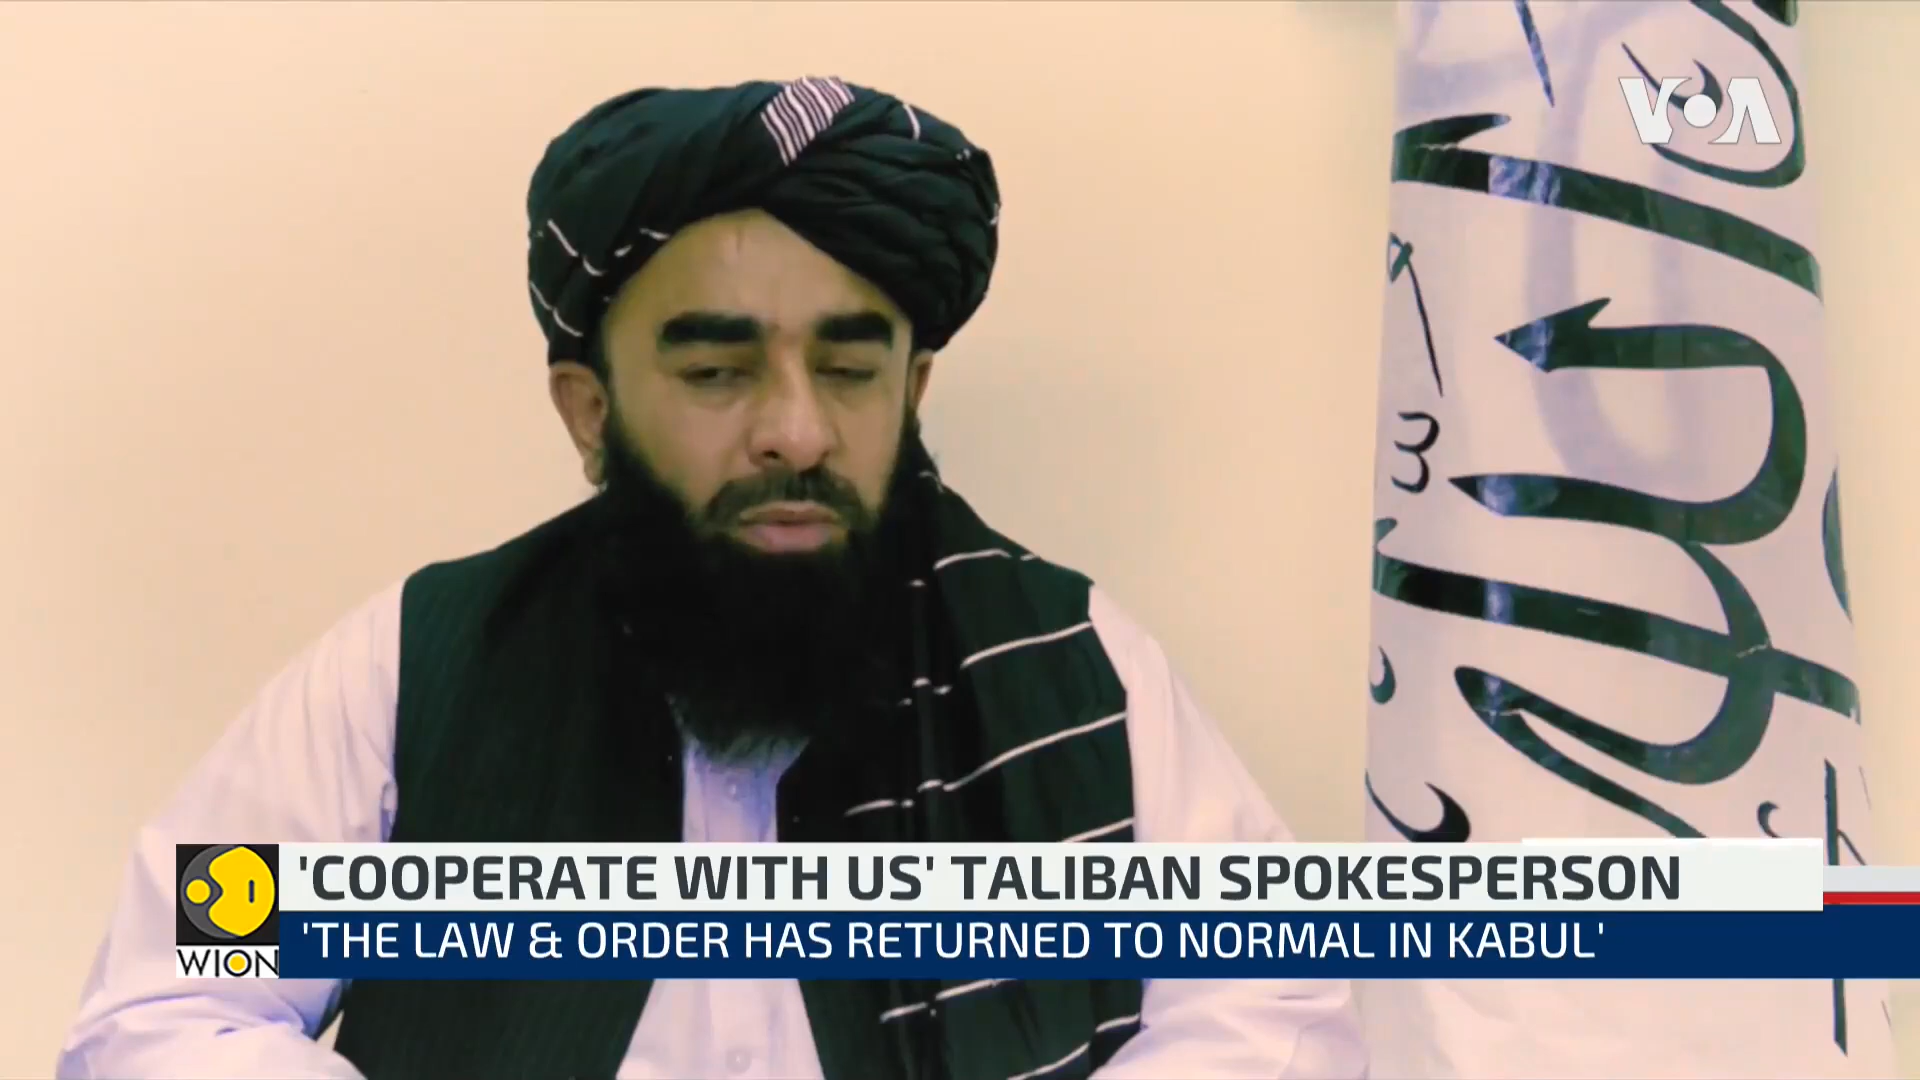 VOA
'COOPERATE WITH US' TALIBAN SPOKESPERSON
'THE LAW & ORDER HAS RETURNED TO NORMAL IN KABUL'
WION